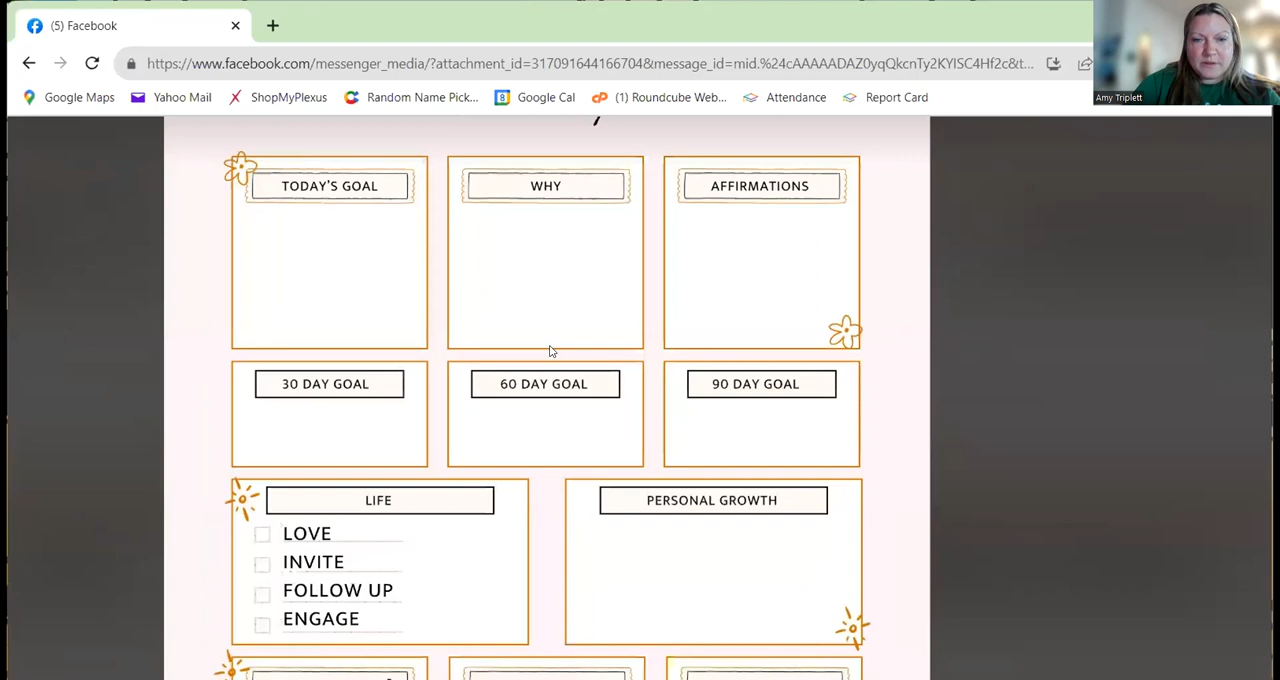 (5) Facebook
https://www.facebook.com/messenger_media/?attachment_id=317091644166704&message_id=mid.%24cAAAAADAZ0yqQkcnTy2KYISC4Hf2c&t...
Google Maps
Yahoo Mail
ShopMyPlexus
Random Name Pick...
8
Google Cal
(1) Roundcube Web...
Attendance
Report Card
Amy Triplett
TODAY'S GOAL
WHY
AFFIRMATIONS
30 DAY GOAL
60 DAY GOAL
90 DAY GOAL
LIFE
PERSONAL GROWTH
LOVE
INVITE
FOLLOW UP
ENGAGE